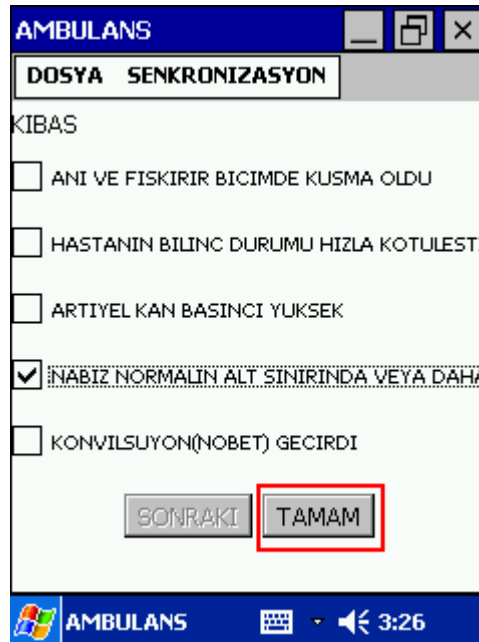 AMBULANS
DOSYA SENKRONIZASYON
KIBAS
ANI VE FISKIRIR BICIMDE KUSMA OLDU
HASTANIN BILINC DURUMU HIZLA KOTULEST
ARTIYEL KAN BASINCI YUKSEK
NABIZ NORMALIN ALT SINIRINDA VEYA DAHA
KONVILSUYON(NOBET) GECIRDI
SONRAKI TAMAM
AMBULANS 3:26